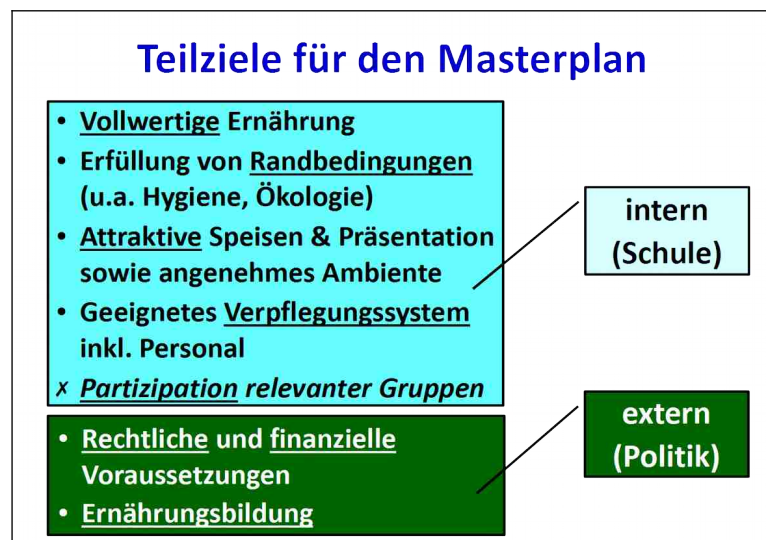 Teilziele für den Masterplan
• Vollwertige Ernährung
• Erfüllung von Randbedingungen
(u.a. Hygiene, Ökologie)
• Attraktive Speisen & Präsentation
sowie angenehmes Ambiente
• Geeignetes Verpflegungssystem
inkl. Personal
✗ Partizipation relevanter Gruppen
intern
(Schule)
• Rechtliche und finanzielle
Voraussetzungen
• Ernährungsbildung
extern
(Politik)